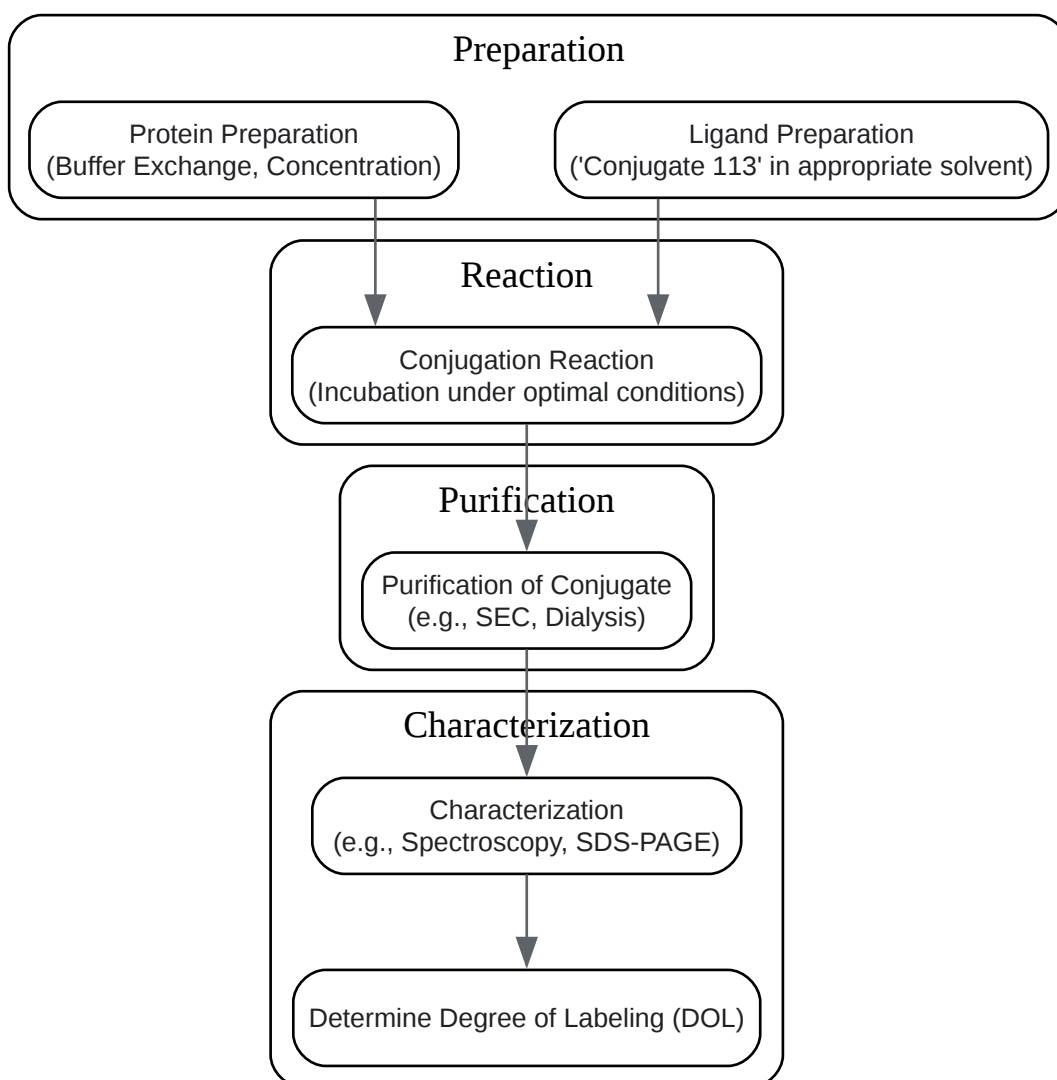 Preparation
Protein Preparation
(Buffer Exchange, Concentration)
Ligand Preparation
('Conjugate 113' in appropriate solvent)
Reaction
Conjugation Reaction
(Incubation under optimal conditions)
Purification
Purification of Conjugate
(e.g., SEC, Dialysis)
Characterization
Characterization
(e.g., Spectroscopy, SDS-PAGE)
Determine Degree of Labeling (DOL)